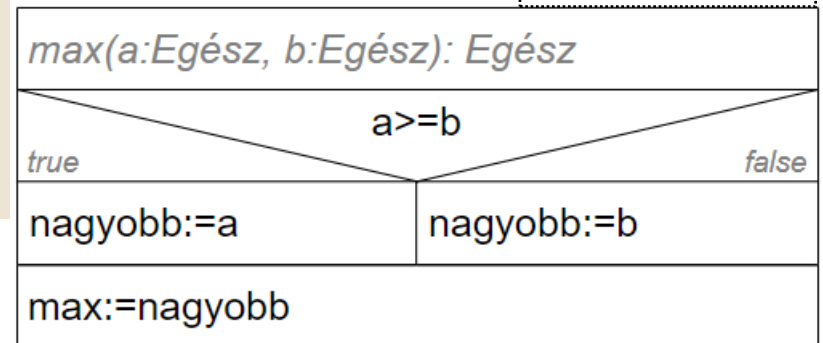 max(a:Egész, b:Egész): Egész
a>=b
true
false
nagyobb:=a
nagyobb:=b
max:=nagyobb